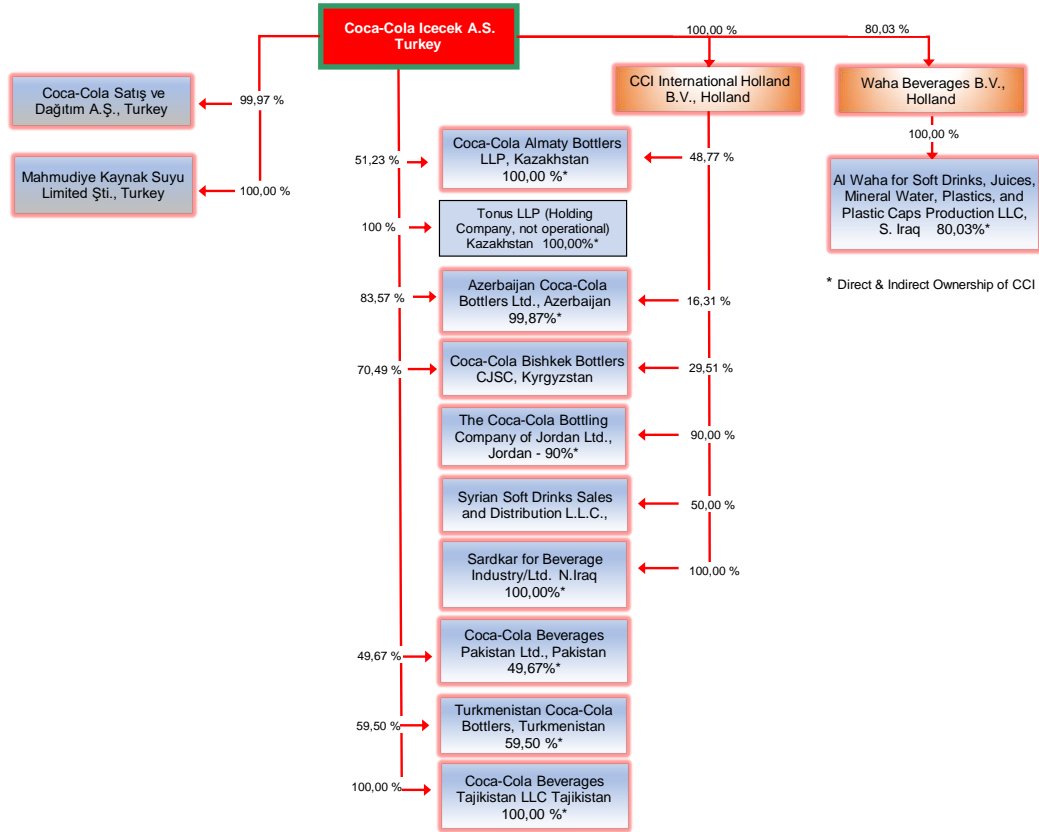 Coca-Cola Icecek A.S.
Turkey
100,00 %
80,03 %
Coca-Cola Satış ve
Dağıtım A.Ş., Turkey
99,97 %
CCI International Holland
B.V., Holland
Waha Beverages B.V.,
Holland
100,00 %
Mahmudiye Kaynak Suyu
Limited Şti., Turkey
100,00 %
51,23 %
Coca-Cola Almaty Bottlers
LLP, Kazakhstan
100,00 %*
48,77 %
Al Waha for Soft Drinks, Juices,
Mineral Water, Plastics, and
Plastic Caps Production LLC,
S. Iraq 80,03%*
100 %
Tonus LLP (Holding
Company, not operational)
Kazakhstan 100,00%*
* Direct & Indirect Ownership of CCI
83,57 %
Azerbaijan Coca-Cola
Bottlers Ltd., Azerbaijan
99,87%*
16,31 %
70,49 %
Coca-Cola Bishkek Bottlers
CJSC, Kyrgyzstan
29,51 %
The Coca-Cola Bottling
Company of Jordan Ltd.,
Jordan - 90%*
90,00 %
Syrian Soft Drinks Sales
and Distribution L.L.C.,
50,00 %
Sardkar for Beverage
Industry/Ltd. N.Iraq
100,00%*
100,00 %
49,67 %
Coca-Cola Beverages
Pakistan Ltd., Pakistan
49,67%*
59,50 %
Turkmenistan Coca-Cola
Bottlers, Turkmenistan
59,50 %*
100,00 %
Coca-Cola Beverages
Tajikistan LLC Tajikistan
100,00 %*